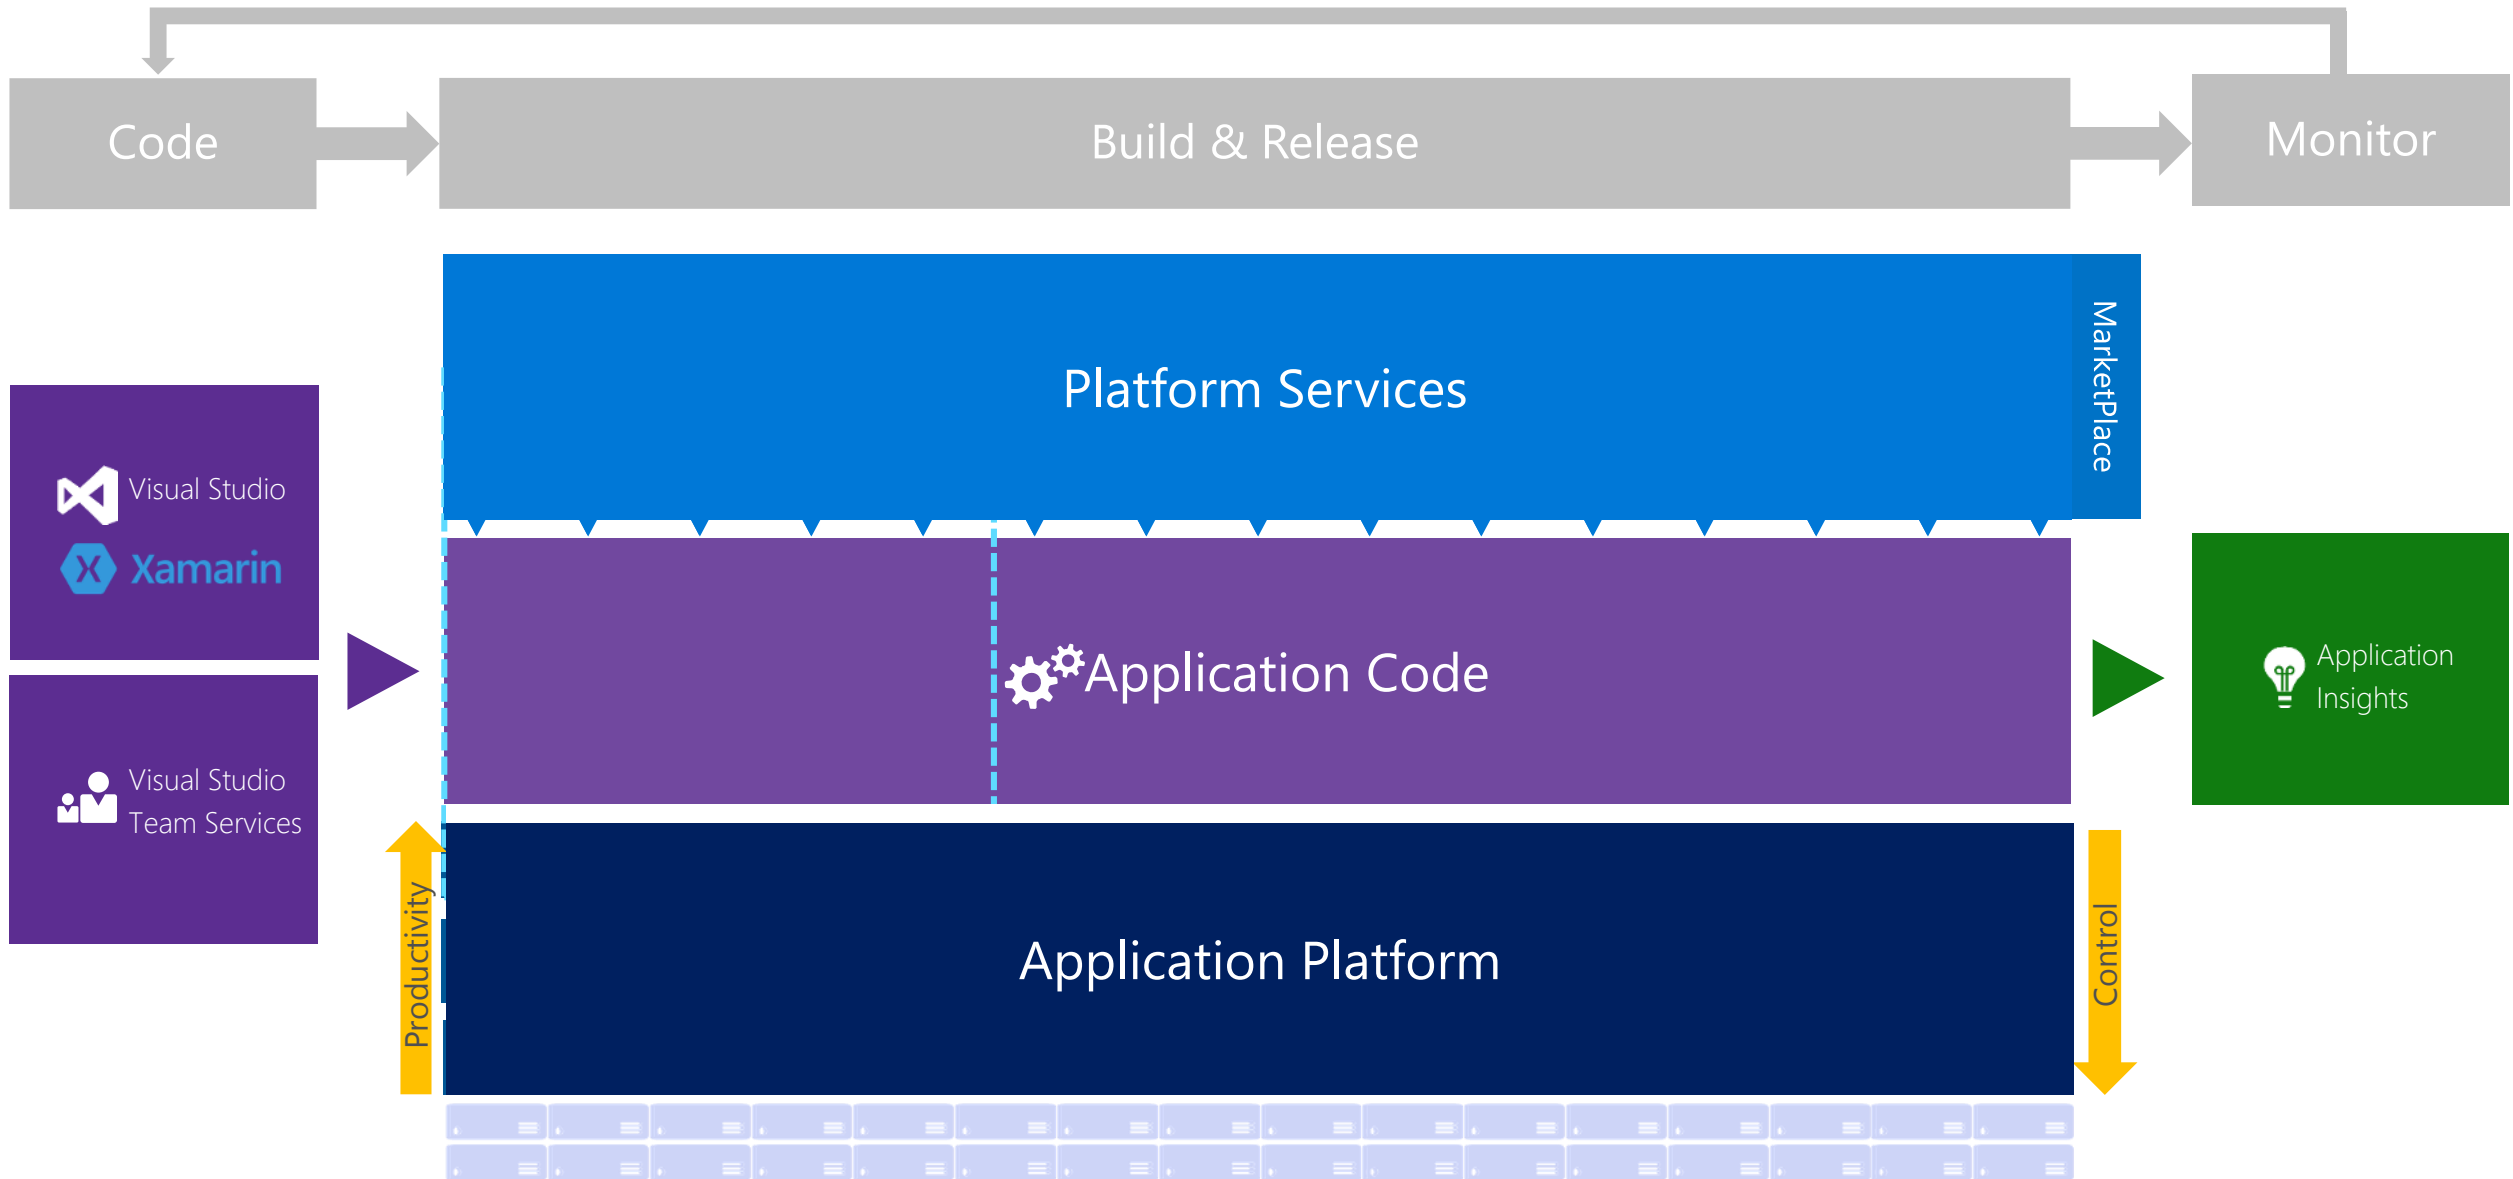 Code
Build & Release
Monitor
Platform Services
MarketPlace
Visual Studio
Xamarin
Visual Studio
Team Services
Application Code
Application
Insights
Productivity
Application Platform
Control